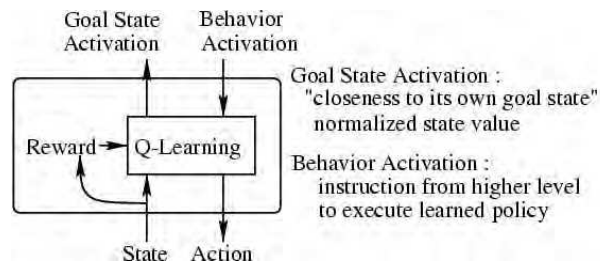 Goal State
Activation
Behavior
Activation
Reward
Q-Learning
State
Action
Goal State Activation :
"closeness to its own goal state"
normalized state value
Behavior Activation :
instruction from higher level
to execute learned policy